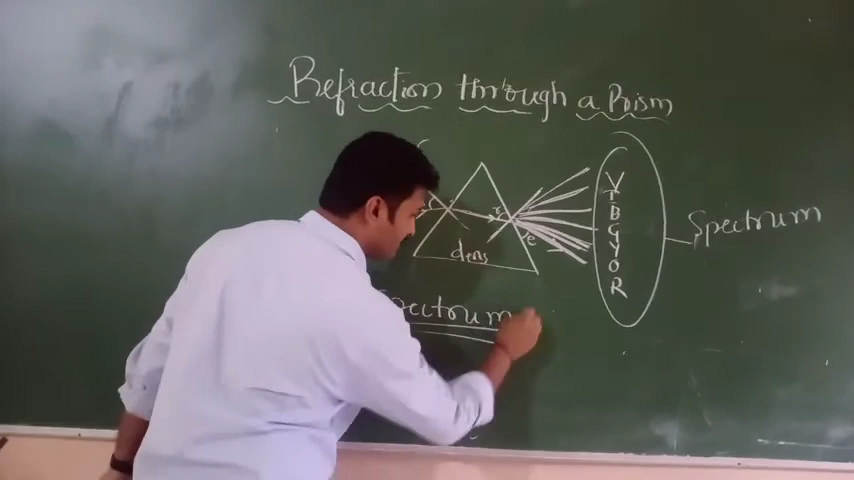 Refraction through a Prism
V
I
B
G
Y
O
R
Spectrum
r
e
dens
Spectrum